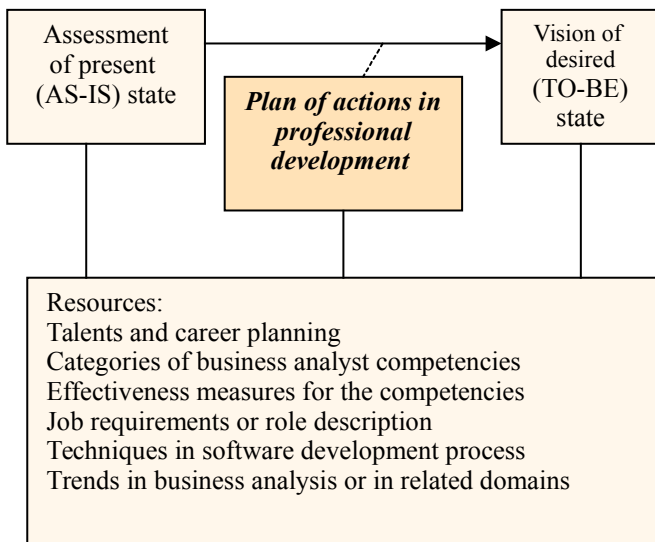 Assessment
of present
(AS-IS) state
Plan of actions in
professional
development
Vision of
desired
(TO-BE)
state
Resources:
Talents and career planning
Categories of business analyst competencies
Effectiveness measures for the competencies
Job requirements or role description
Techniques in software development process
Trends in business analysis or in related domains